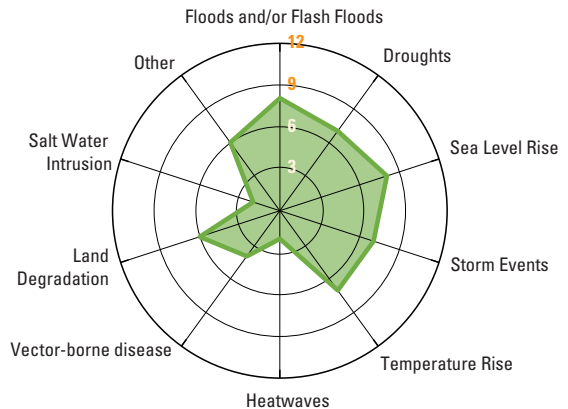 Floods and/or Flash Floods
12
Droughts
Other
9
Salt Water
Intrusion
6
Sea Level Rise
3
Land
Degradation
Storm Events
Vector-borne disease
Temperature Rise
Heatwaves